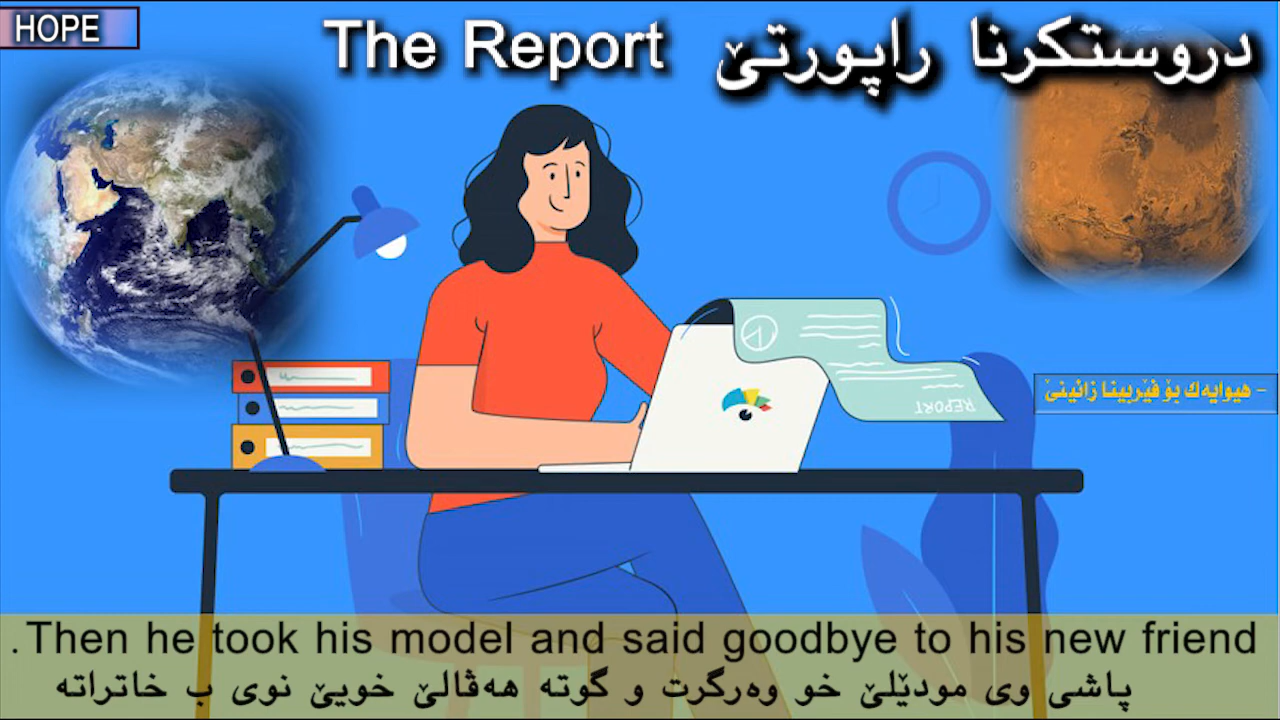 HOPE
The Report دروستکرنا راپورتێ
- هیوایەك بۆ فێربینا زانینێ
REPORT
Then he took his model and said goodbye to his new friend.
پاشی وی مودێلێ خو وەرگرت و گوتە هەڤالێ خویێ نوی ب خاتراتە